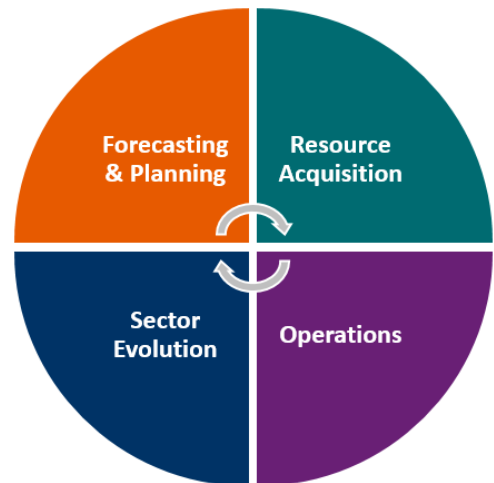 Forecasting
& Planning
Resource
Acquisition
Sector
Evolution
Operations